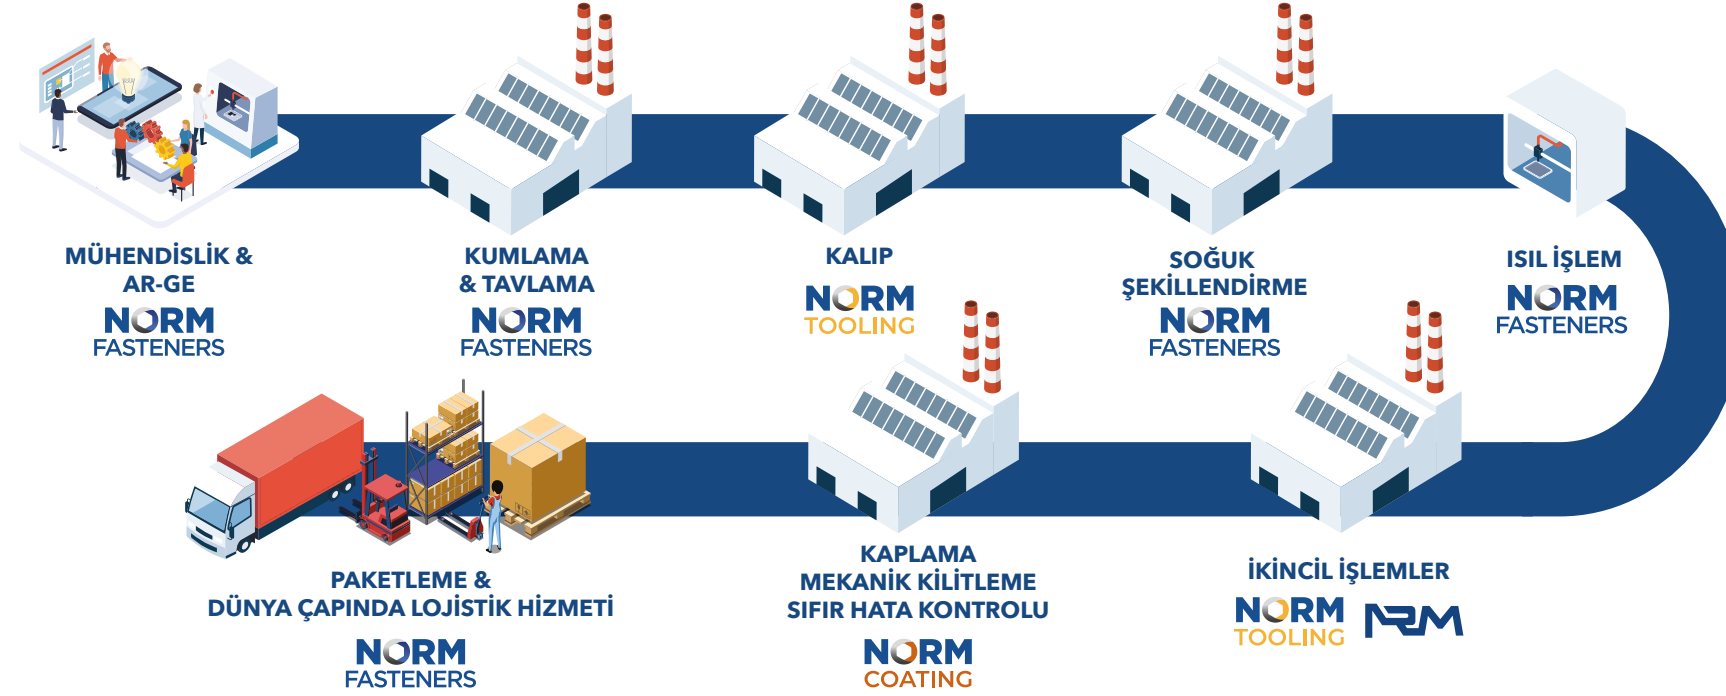 MÜHENDİSLİK &
AR-GE
NORM
FASTENERS
KUMLAMA
& TAVLAMA
NORM
FASTENERS
KALIP
NORM
TOOLING
SOĞUK
ŞEKİLLENDİRME
NORM
FASTENERS
ISIL İŞLEM
NORM
FASTENERS
İKİNCİL İŞLEMLER
NORM
TOOLING
NRM
KAPLAMA
MEKANİK KİLİTLEME
SIFIR HATA KONTROLU
NORM
COATING
PAKETLEME &
DÜNYA ÇAPINDA LOJİSTİK HİZMETİ
NORM
FASTENERS